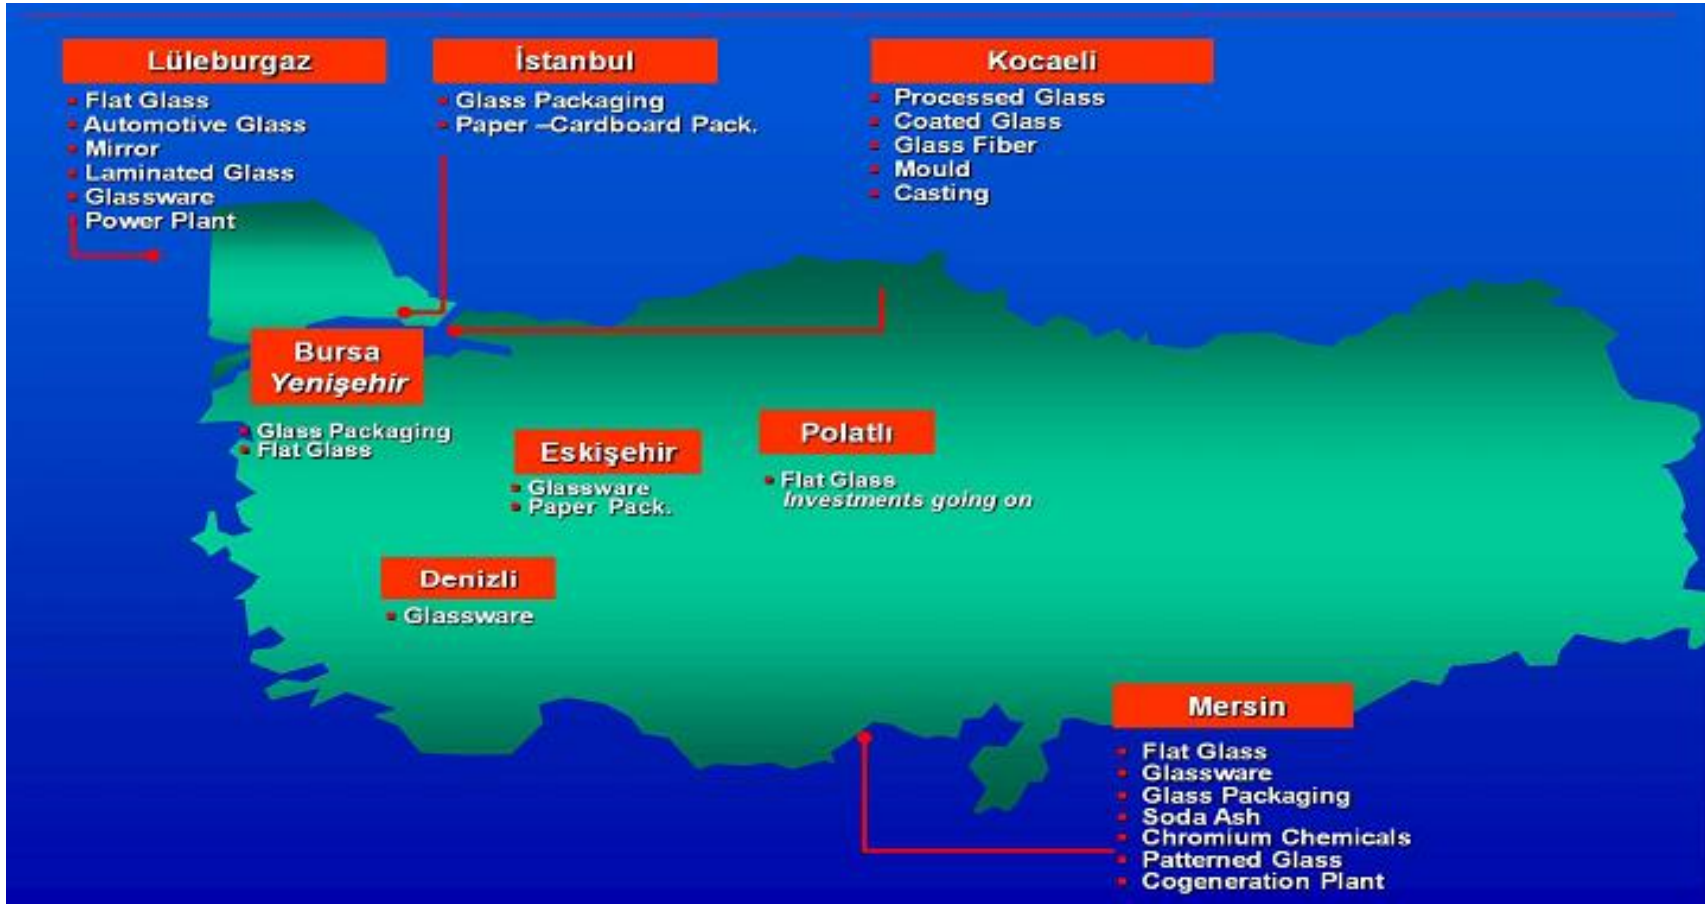 Lüleburgaz
Flat Glass
Automotive Glass
Mirror
Laminated Glass
Glassware
Power Plant
İstanbul
Glass Packaging
Paper –Cardboard Pack.
Kocaeli
Processed Glass
Coated Glass
Glass Fiber
Mould
Casting
Bursa
Yenişehir
Glass Packaging
Flat Glass
Eskişehir
Glassware
Paper Pack.
Polatlı
Flat Glass
Investments going on
Denizli
Glassware
Mersin
Flat Glass
Glassware
Glass Packaging
Soda Ash
Chromium Chemicals
Patterned Glass
Cogeneration Plant